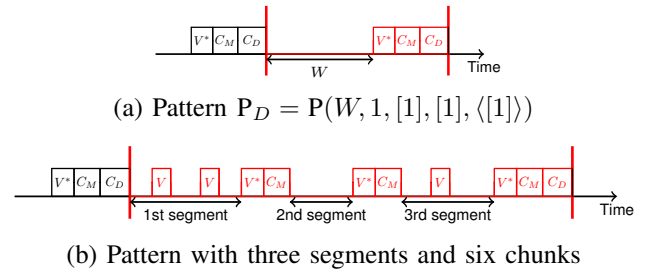 V* C_M C_D V* C_M C_D
W
Time
(a) Pattern P_D = P(W, 1, [1], [1], ⟨[1]⟩)
V* C_M C_D V V V* C_M V* C_M V V* C_M C_D
1st segment 2nd segment 3rd segment Time
(b) Pattern with three segments and six chunks